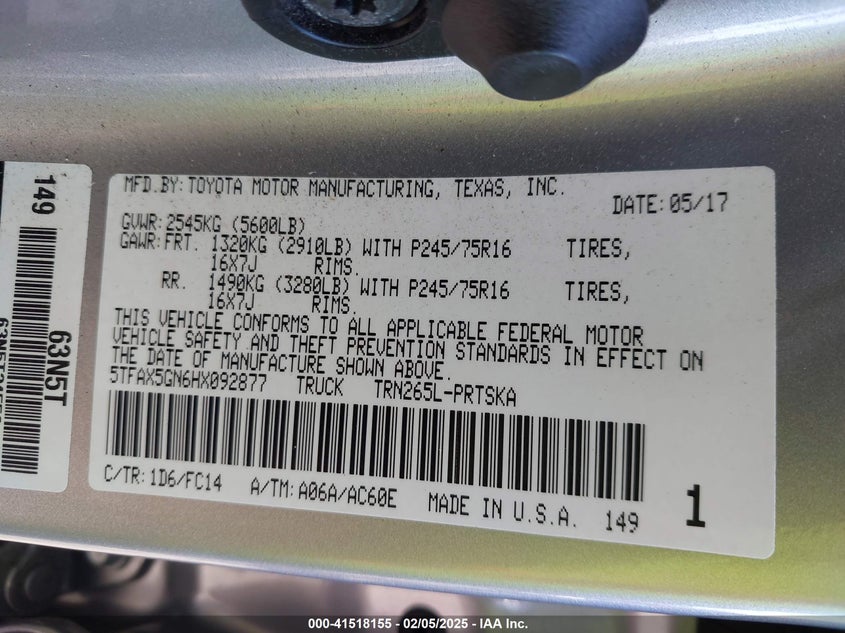 MFD.BY:TOYOTA MOTOR MANUFACTURING, TEXAS, INC.
DATE:05/17
GVWR:2545KG (5600LB)
GAWR:FRT. 1320KG (2910LB) WITH P245/75R16 TIRES,
16X7J RIMS.
RR. 1490KG (3280LB) WITH P245/75R16 TIRES,
16X7J RIMS.
THIS VEHICLE CONFORMS TO ALL APPLICABLE FEDERAL MOTOR
VEHICLE SAFETY AND THEFT PREVENTION STANDARDS IN EFFECT ON
THE DATE OF MANUFACTURE SHOWN ABOVE.
5TFAX5GN6HX092877 TRUCK TRN265L-PRTSKA
C/TR:1D6/FC14 A/TM:A06A/AC60E MADE IN U.S.A. 149 1
149
63N5T
000-41518155 - 02/05/2025 - IAA Inc.